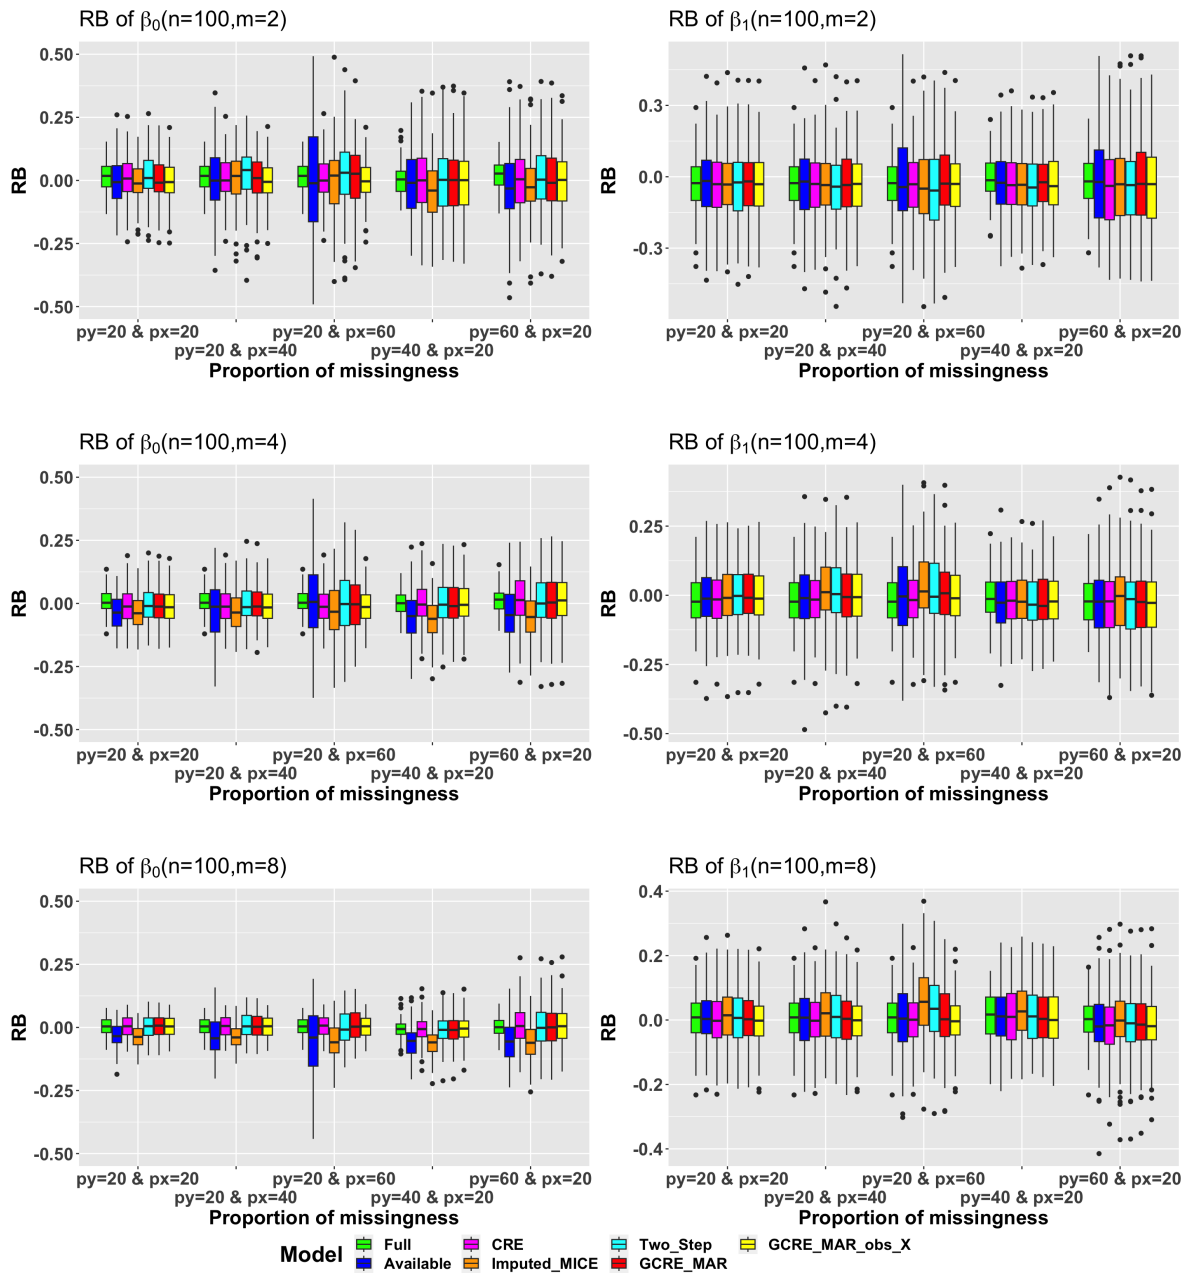 RB of β0(n=100,m=2)
RB
0.50
0.25
0.00
-0.25
-0.50
py=20 & px=20 py=20 & px=60 py=60 & px=20
py=20 & px=40 py=40 & px=20
Proportion of missingness
RB of β1(n=100,m=2)
RB
0.3
0.0
-0.3
py=20 & px=20 py=20 & px=60 py=60 & px=20
py=20 & px=40 py=40 & px=20
Proportion of missingness
RB of β0(n=100,m=4)
RB
0.50
0.25
0.00
-0.25
-0.50
py=20 & px=20 py=20 & px=60 py=60 & px=20
py=20 & px=40 py=40 & px=20
Proportion of missingness
RB of β1(n=100,m=4)
RB
0.25
0.00
-0.25
-0.50
py=20 & px=20 py=20 & px=60 py=60 & px=20
py=20 & px=40 py=40 & px=20
Proportion of missingness
RB of β0(n=100,m=8)
RB
0.50
0.25
0.00
-0.25
-0.50
py=20 & px=20 py=20 & px=60 py=60 & px=20
py=20 & px=40 py=40 & px=20
Proportion of missingness
RB of β1(n=100,m=8)
RB
0.4
0.2
0.0
-0.2
-0.4
py=20 & px=20 py=20 & px=60 py=60 & px=20
py=20 & px=40 py=40 & px=20
Proportion of missingness
Model
Full CRE Two_Step GCRE_MAR_obs_X
Available Imputed_MICE GCRE_MAR